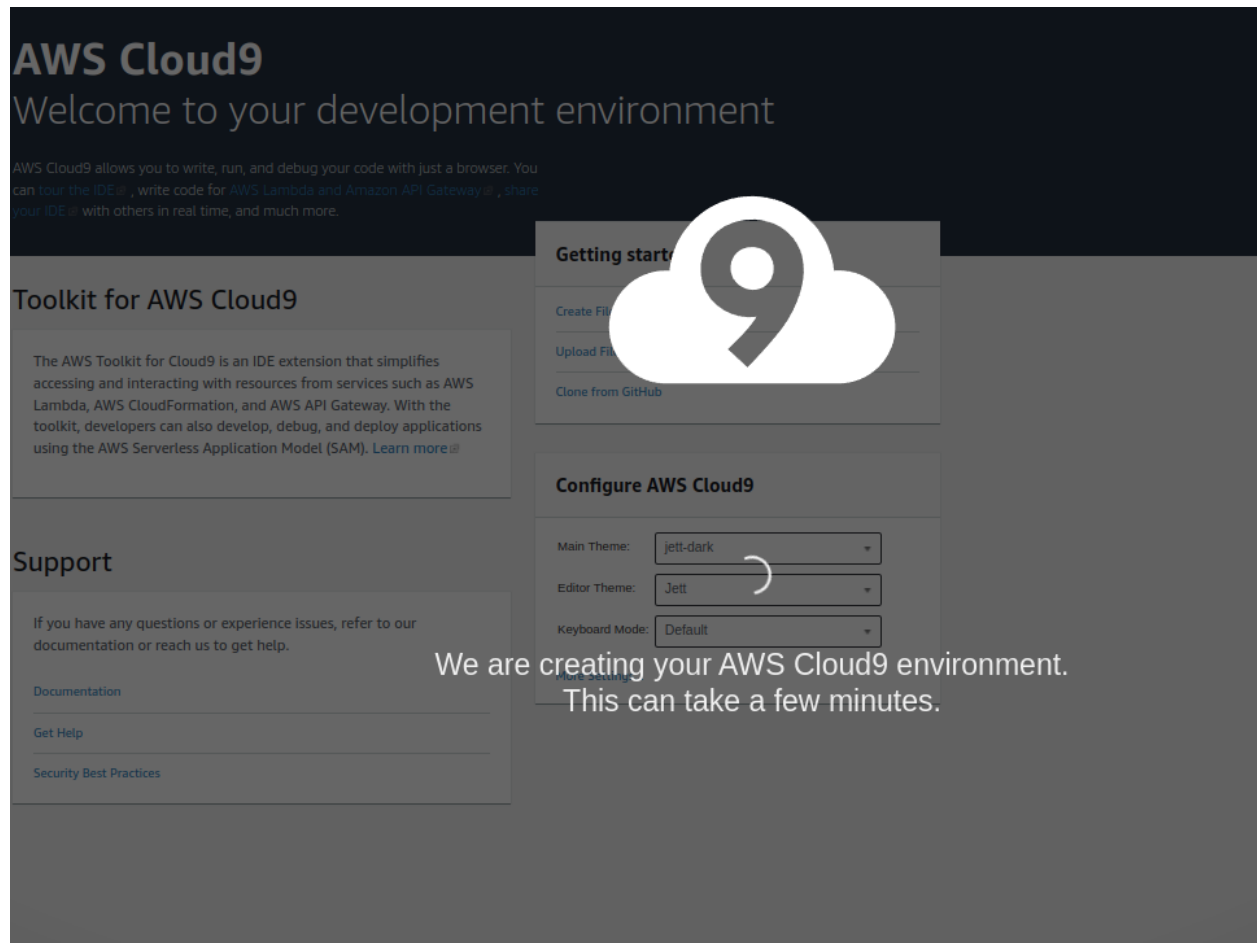 AWS Cloud9
Welcome to your development environment
AWS Cloud9 allows you to write, run, and debug your code with just a browser. You
can tour the IDE , write code for AWS Lambda and Amazon API Gateway , share
your IDE with others in real time, and much more.
Toolkit for AWS Cloud9
The AWS Toolkit for Cloud9 is an IDE extension that simplifies
accessing and interacting with resources from services such as AWS
Lambda, AWS CloudFormation, and AWS API Gateway. With the
toolkit, developers can also develop, debug, and deploy applications
using the AWS Serverless Application Model (SAM). Learn more
Support
If you have any questions or experience issues, refer to our
documentation or reach us to get help.
Documentation
Get Help
Security Best Practices
Getting
9
Create
Upload
Clone from GitHub
Configure AWS Cloud9
Main Theme: jett-dark
Editor Theme: Jett
Keyboard Mode: Default
More Settings
We are creating your AWS Cloud9 environment.
This can take a few minutes.